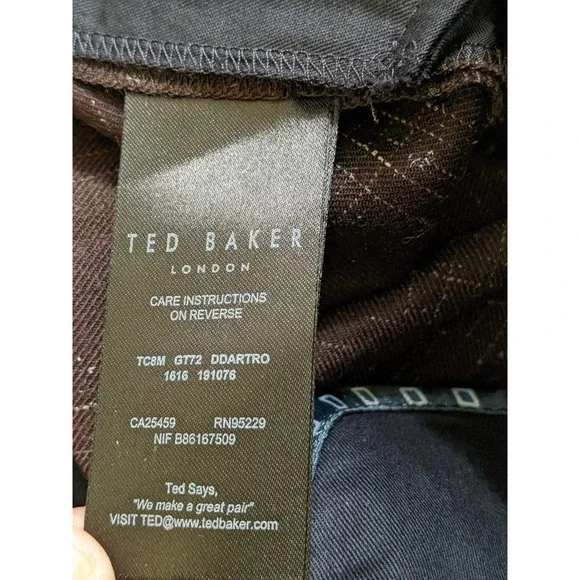 TED BAKER
LONDON
CARE INSTRUCTIONS
ON REVERSE
TC8M GT72 DDARTRO
1616 191076
CA25459 RN95229
NIF B86167509
Ted Says,
"We make a great pair"
VISIT TED@www.tedbaker.com